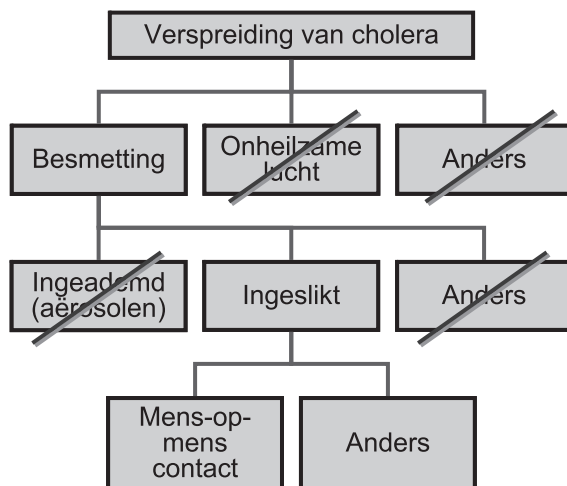 Verspreiding van cholera
Besmetting
Onheilzame
lucht
Anders
Ingeademd
(aërosolen)
Ingeslikt
Anders
Mens-op-
mens
contact
Anders